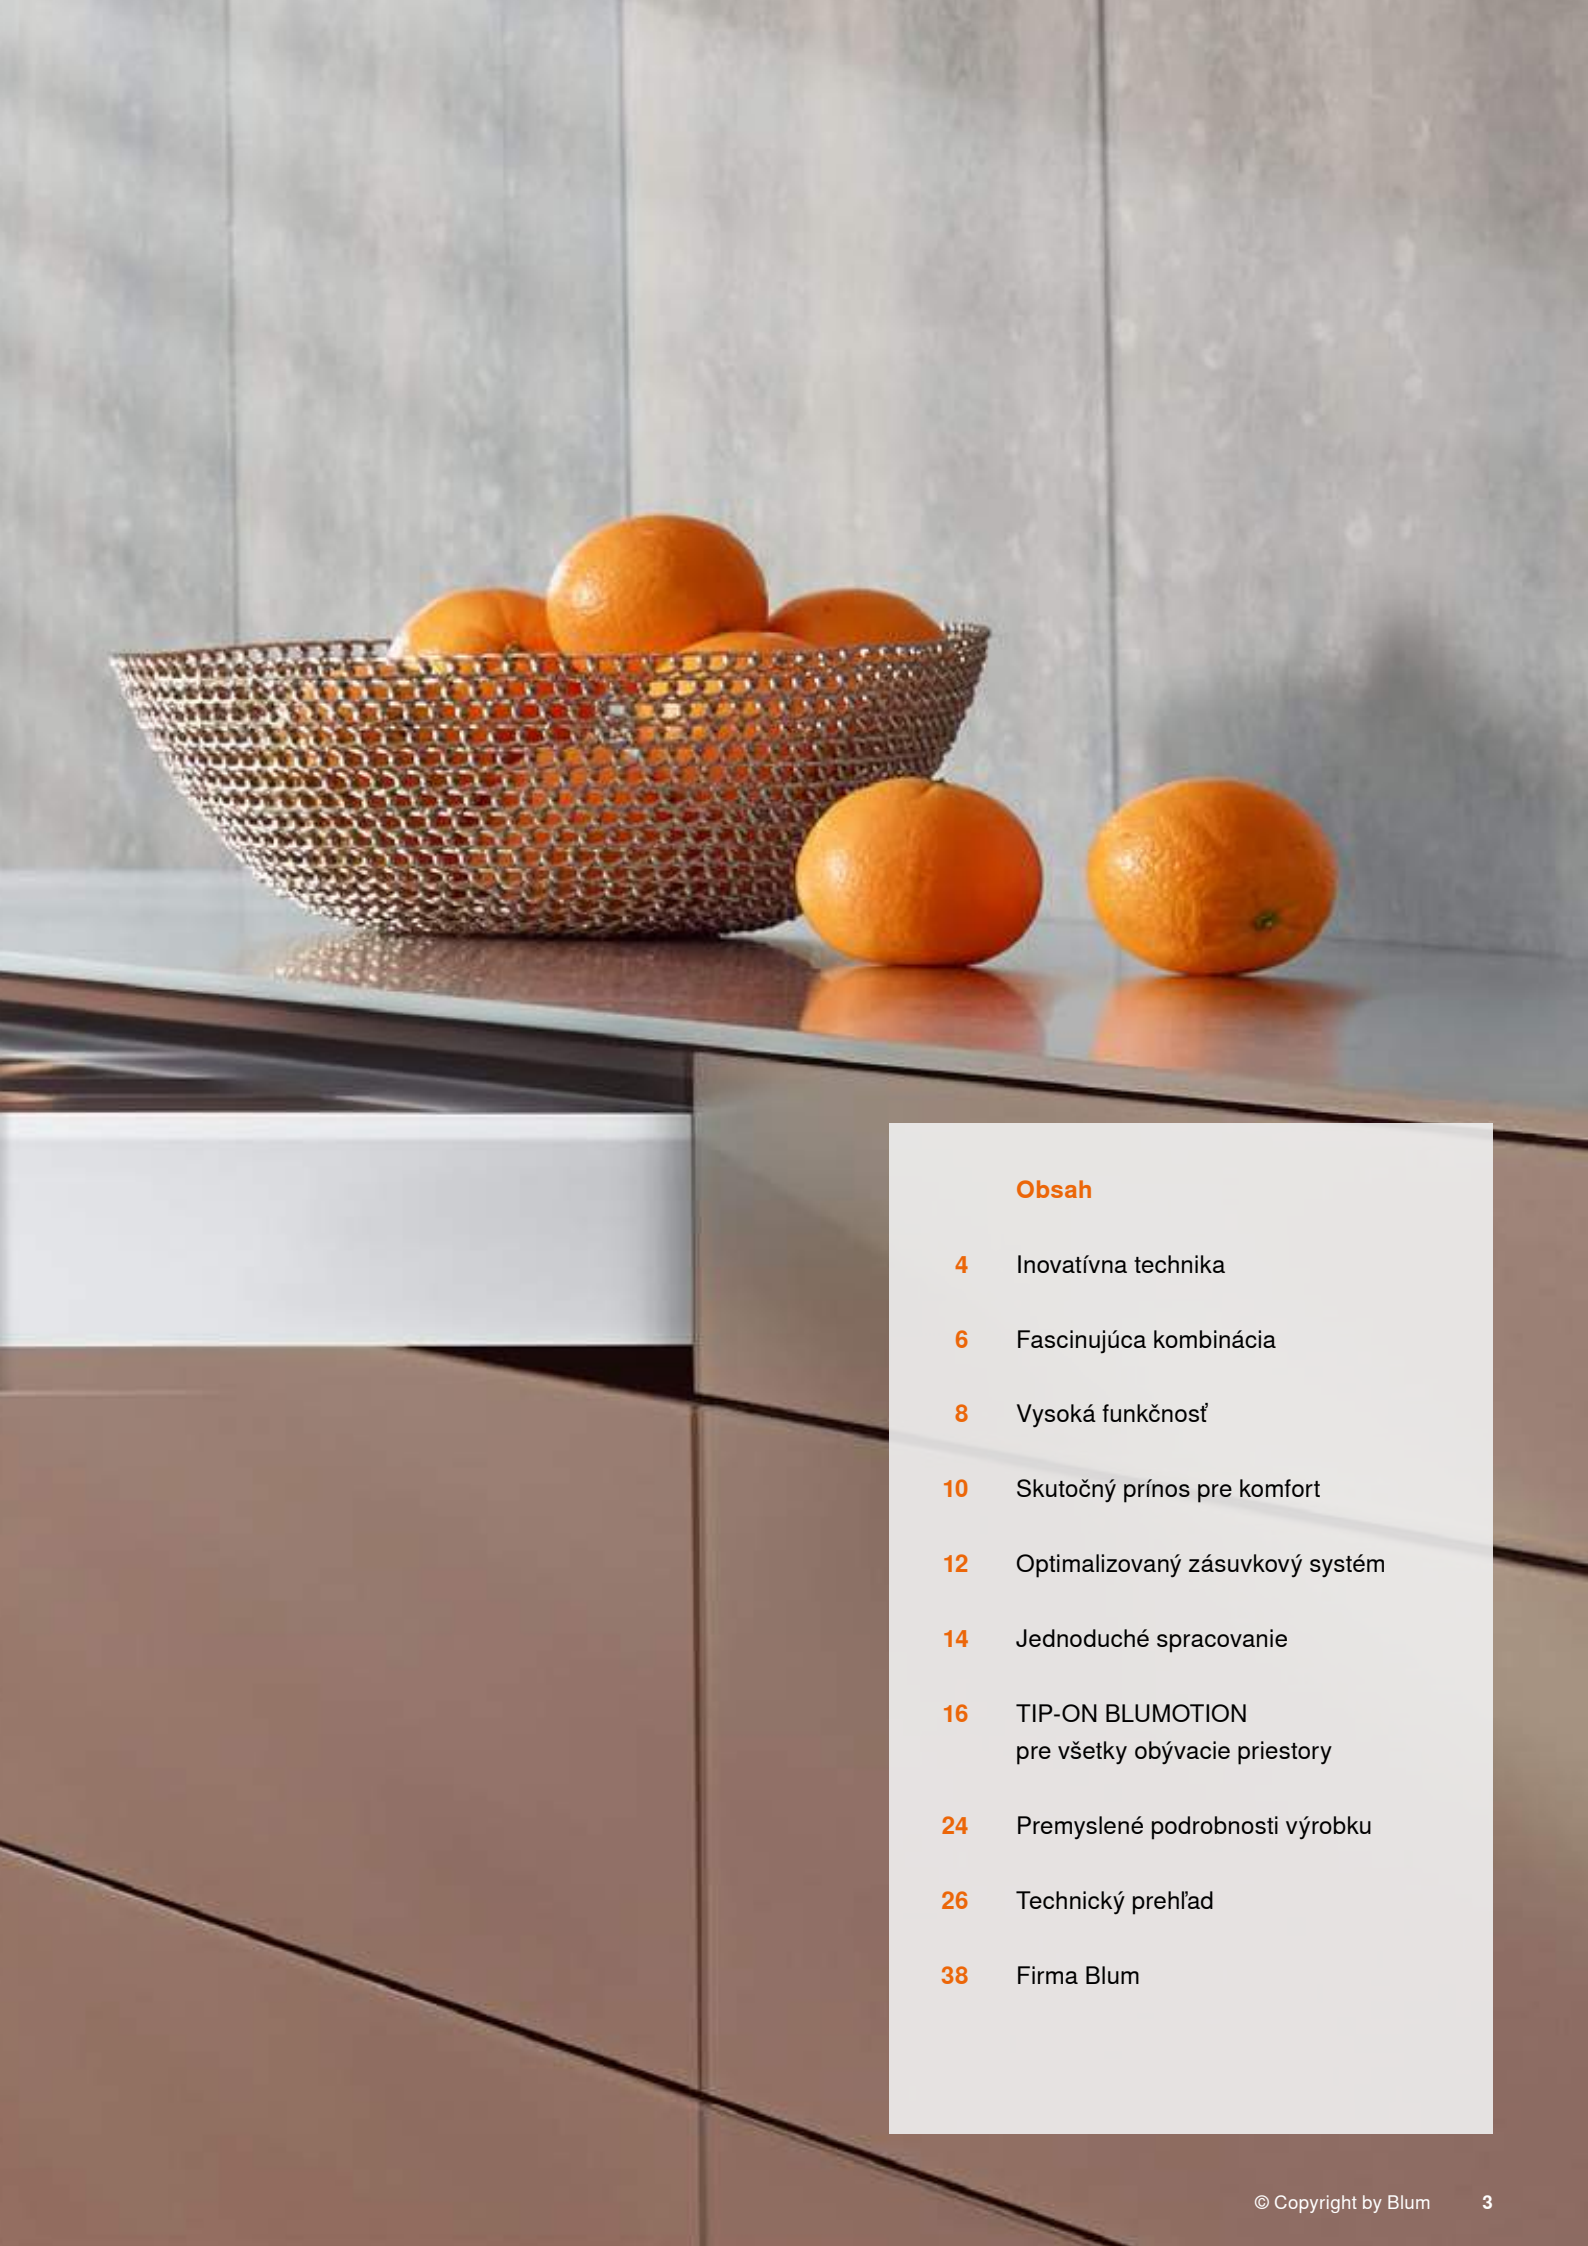 Obsah
4 Inovatívna technika
6 Fascinujúca kombinácia
8 Vysoká funkčnosť
10 Skutočný prínos pre komfort
12 Optimalizovaný zásuvkový systém
14 Jednoduché spracovanie
16 TIP-ON BLUMOTION
pre všetky obývacie priestory
24 Premyslené podrobnosti výrobku
26 Technický prehľad
38 Firma Blum
© Copyright by Blum 3